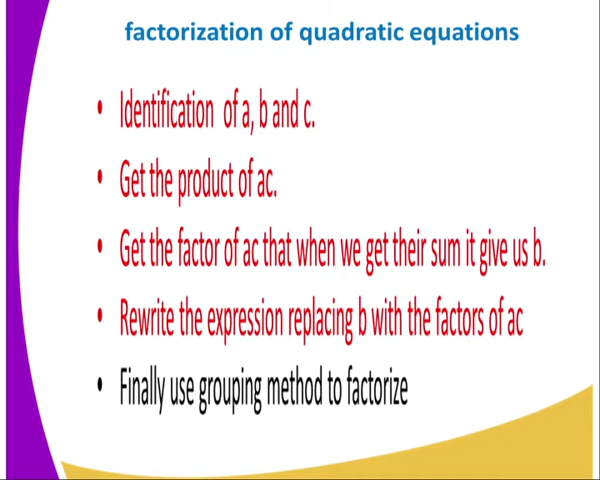 factorization of quadratic equations
• Identification of a, b and c.
• Get the product of ac.
• Get the factor of ac that when we get their sum it give us b.
• Rewrite the expression replacing b with the factors of ac
• Finally use grouping method to factorize